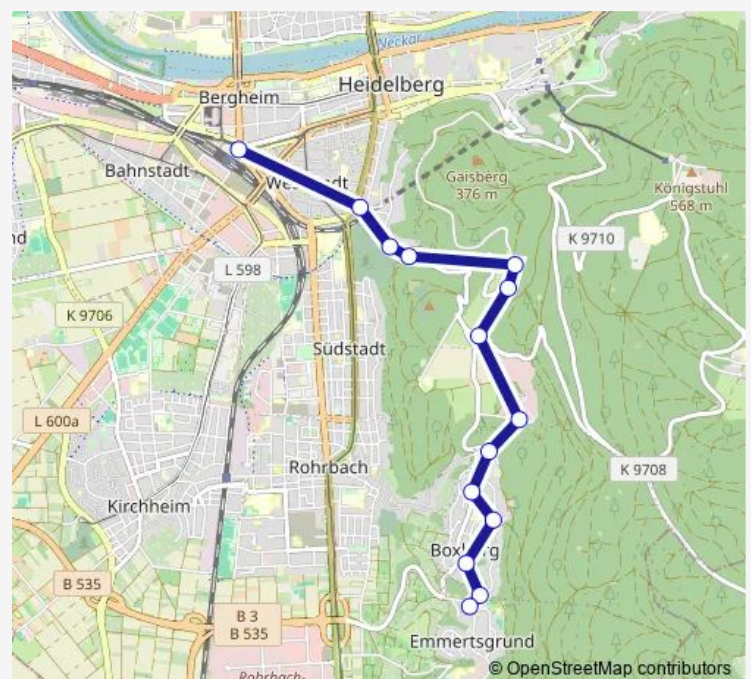 Neckar
Heidelberg
Bergheim
Bahnstadt
Gaisberg
376 m
Königstuhl
568 m
nd
K 9710
L 598
K 9706
Südstadt
L 600a
Rohrbach
K 9708
Kirchheim
B 535
B 3
B 535
Emmertsgrund
© OpenStreetMap contributors